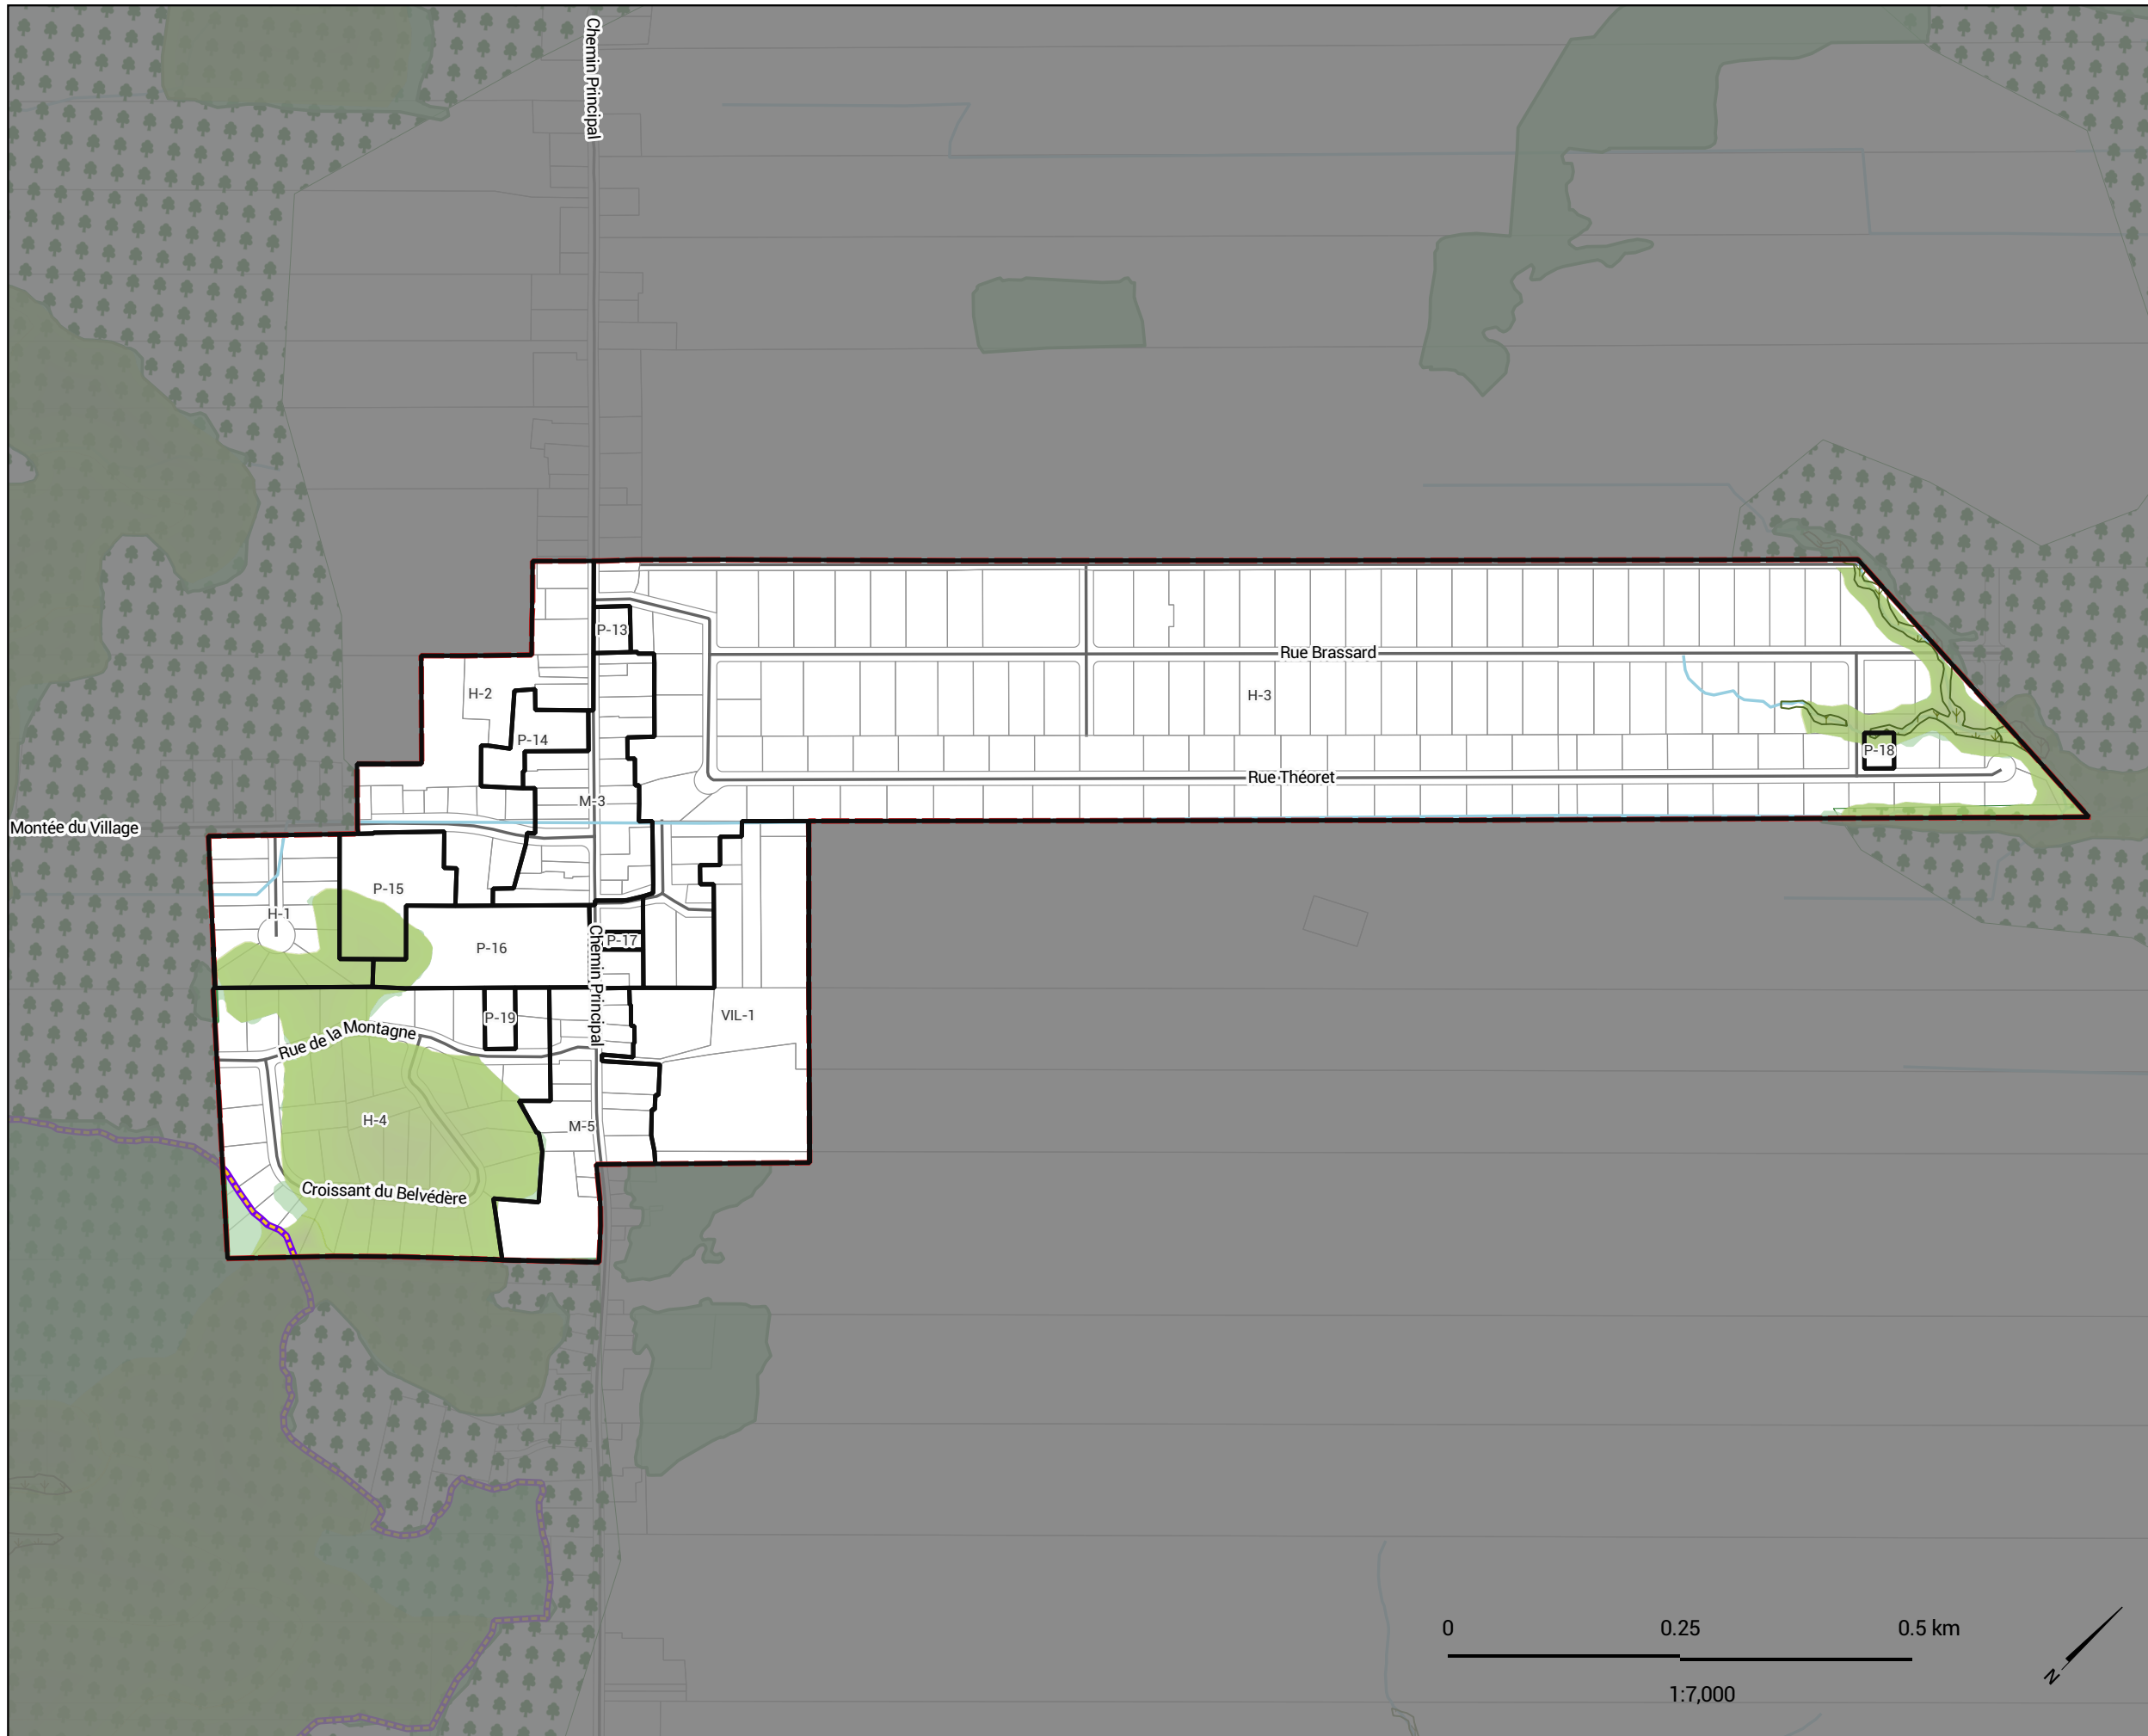 Chemin Principal
P-13
Rue Brassard
H-2
H-3
P-14
P-18
Rue Théoret
M-3
Montée du Village
P-15
H-1
P-17
P-16
Chemin Principal
VIL-1
P-19
Rue de la Montagne
H-4
M-5
Croissant du Belvédère
0 0.25 0.5 km
N
1:7,000